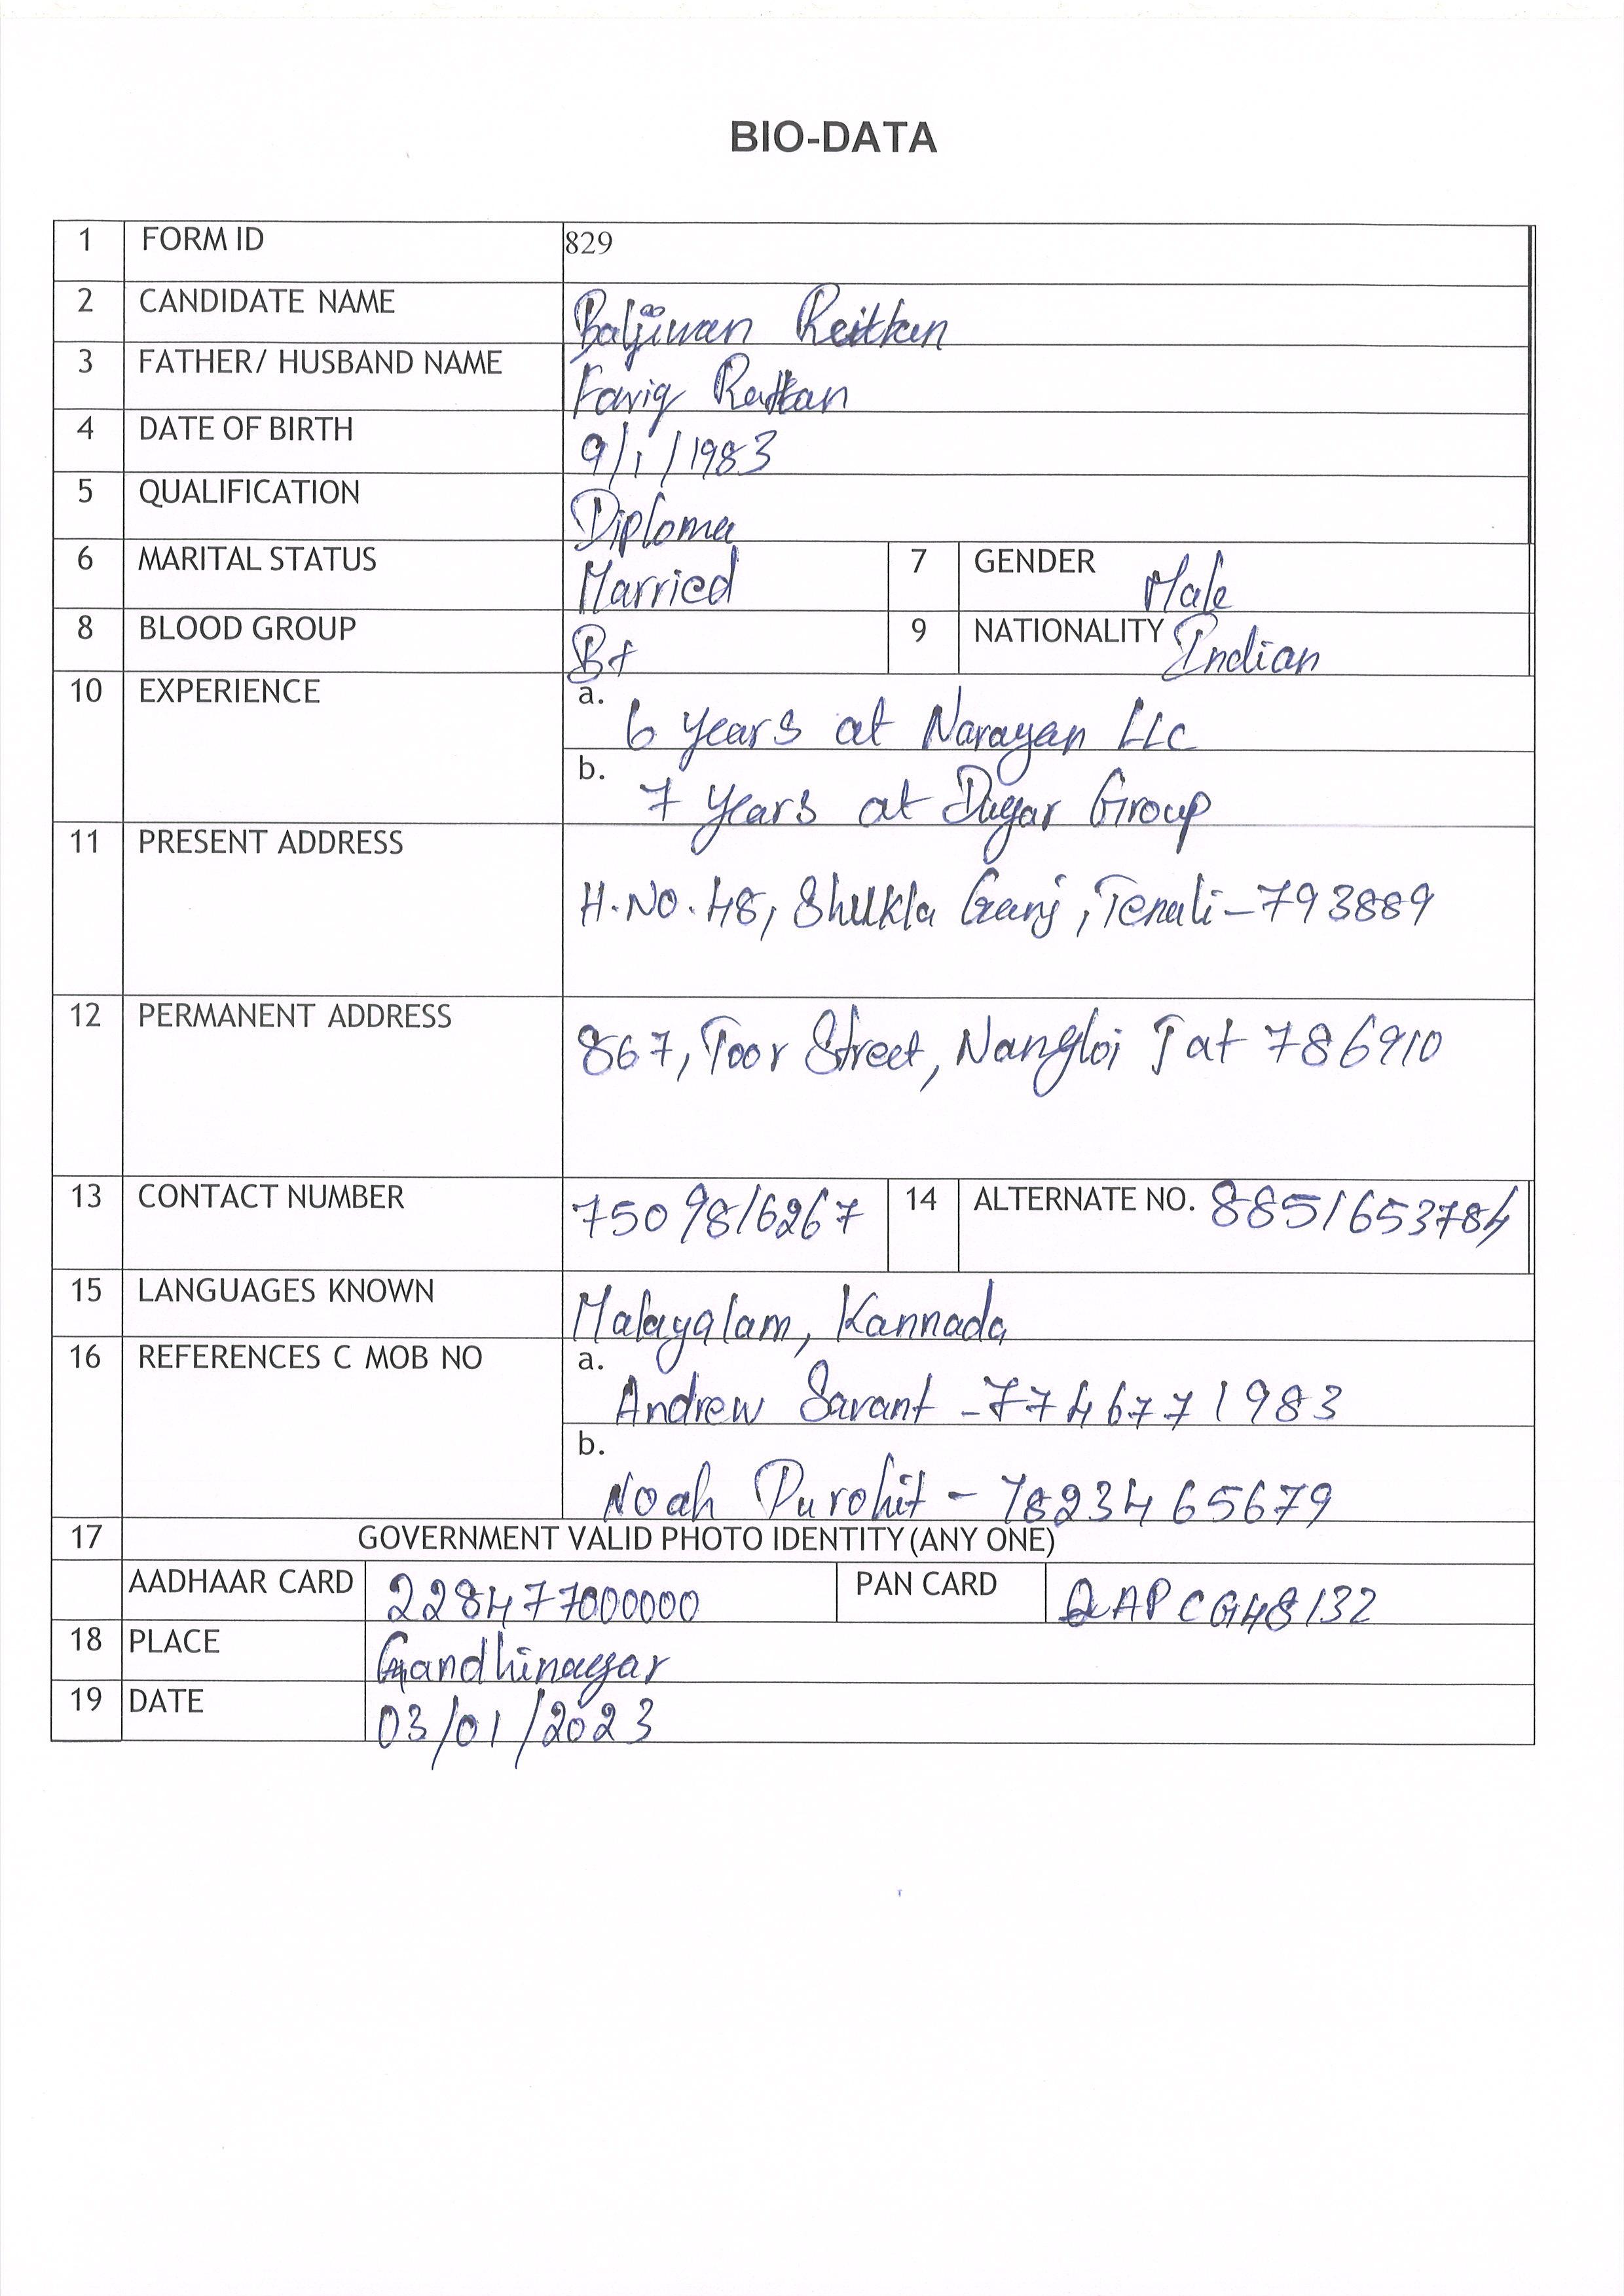 BIO-DATA
1 FORM ID 829
2 CANDIDATE NAME Baljiwan Rattan
3 FATHER/ HUSBAND NAME Fariq Rattan
4 DATE OF BIRTH 9/1/1983
5 QUALIFICATION Diploma
6 MARITAL STATUS Married 7 GENDER Male
8 BLOOD GROUP B+ 9 NATIONALITY Indian
10 EXPERIENCE a. 6 years at Narayan LLC
b. 7 years at Dugar Group
11 PRESENT ADDRESS H.NO. 48, Shukla Ganj, Tenali - 793889
12 PERMANENT ADDRESS 867, Toor Street, Nangloi Jat 786910
13 CONTACT NUMBER 7509816267 14 ALTERNATE NO. 8851653784
15 LANGUAGES KNOWN Malayalam, Kannada
16 REFERENCES C MOB NO a. Andrew Savant - 7746771983
b. Noah Purohit - 7823465679
17 GOVERNMENT VALID PHOTO IDENTITY (ANY ONE)
AADHAAR CARD 228477000000 PAN CARD QAPCG48132
18 PLACE Gandhinagar
19 DATE 03/01/2023